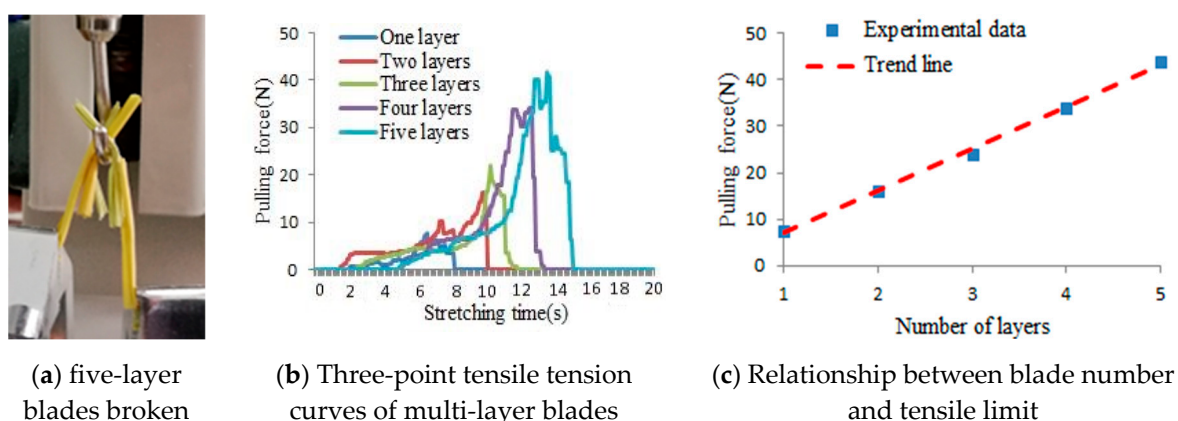 50
40
30
20
10
0
Pulling force(N)
One layer
Two layers
Three layers
Four layers
Five layers
0 2 4 6 8 10 12 14 16 18 20
Stretching time(s)
50
40
30
20
10
0
Pulling force(N)
Experimental data
Trend line
1 2 3 4 5
Number of layers
(a) five-layer
blades broken
(b) Three-point tensile tension
curves of multi-layer blades
(c) Relationship between blade number
and tensile limit